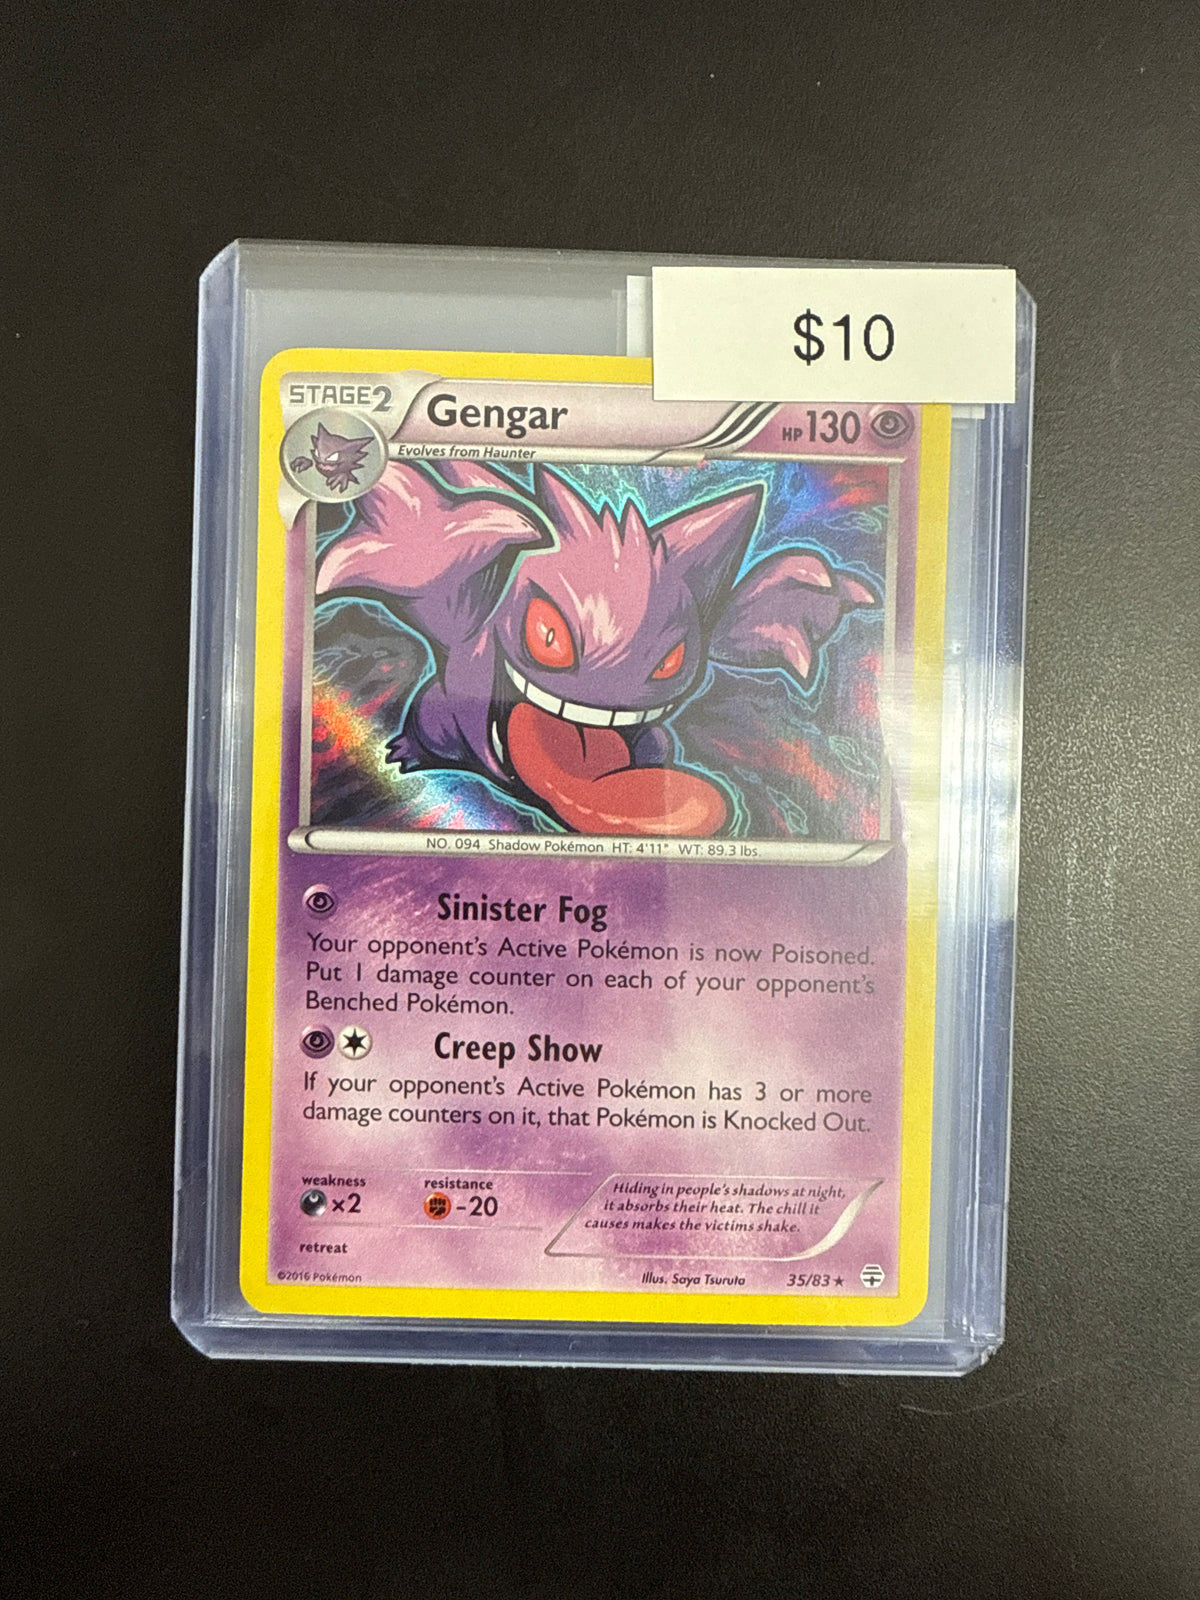 $10
STAGE2
Gengar
HP 130
Evolves from Haunter
NO. 094 Shadow Pokémon HT: 4'11" WT: 89.3 lbs.
Sinister Fog
Your opponent's Active Pokémon is now Poisoned.
Put 1 damage counter on each of your opponent's
Benched Pokémon.
Creep Show
If your opponent's Active Pokémon has 3 or more
damage counters on it, that Pokémon is Knocked Out.
weakness
×2
resistance
-20
retreat
Hiding in people's shadows at night,
it absorbs their heat. The chill it
causes makes the victims shake.
©2016 Pokémon
Illus. Saya Tsuruta
35/83 ★